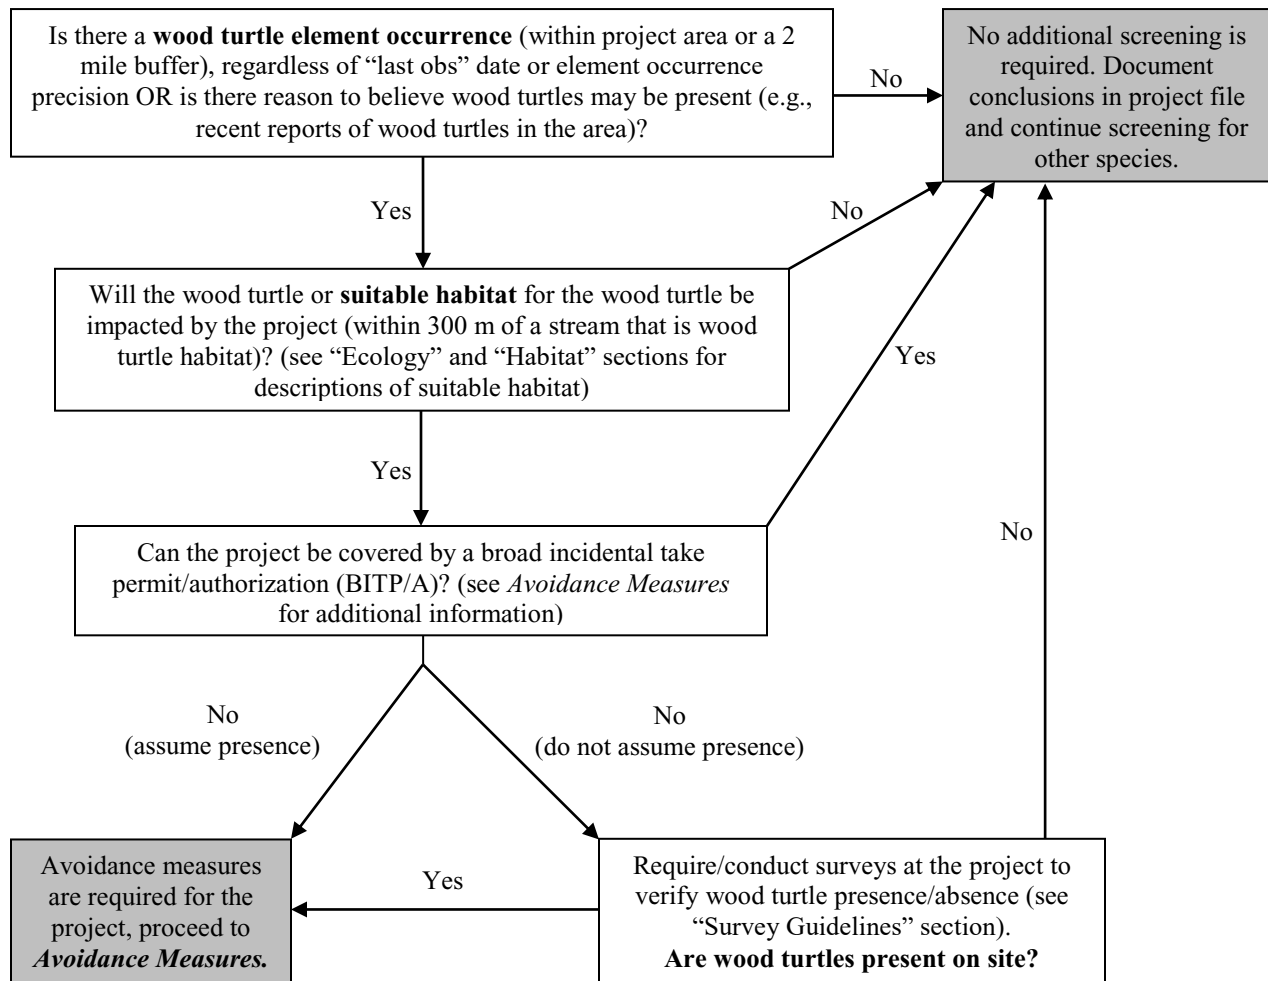 Is there a wood turtle element occurrence (within project area or a 2
mile buffer), regardless of “last obs” date or element occurrence
precision OR is there reason to believe wood turtles may be present (e.g.,
recent reports of wood turtles in the area)?
No
No additional screening is
required. Document
conclusions in project file
and continue screening for
other species.
Yes
No
Will the wood turtle or suitable habitat for the wood turtle be
impacted by the project (within 300 m of a stream that is wood
turtle habitat)? (see “Ecology” and “Habitat” sections for
descriptions of suitable habitat)
Yes
Yes
No
Can the project be covered by a broad incidental take
permit/authorization (BITP/A)? (see Avoidance Measures
for additional information)
No
(assume presence)
No
(do not assume presence)
Avoidance measures
are required for the
project, proceed to
Avoidance Measures.
Yes
Require/conduct surveys at the project to
verify wood turtle presence/absence (see
“Survey Guidelines” section).
Are wood turtles present on site?